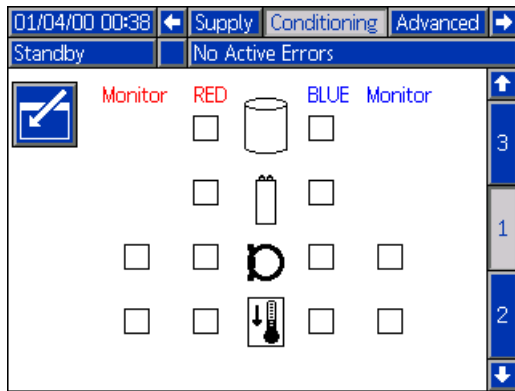 01/04/00 00:38 Supply Conditioning Advanced
Standby No Active Errors
Monitor RED BLUE Monitor
3
1
2